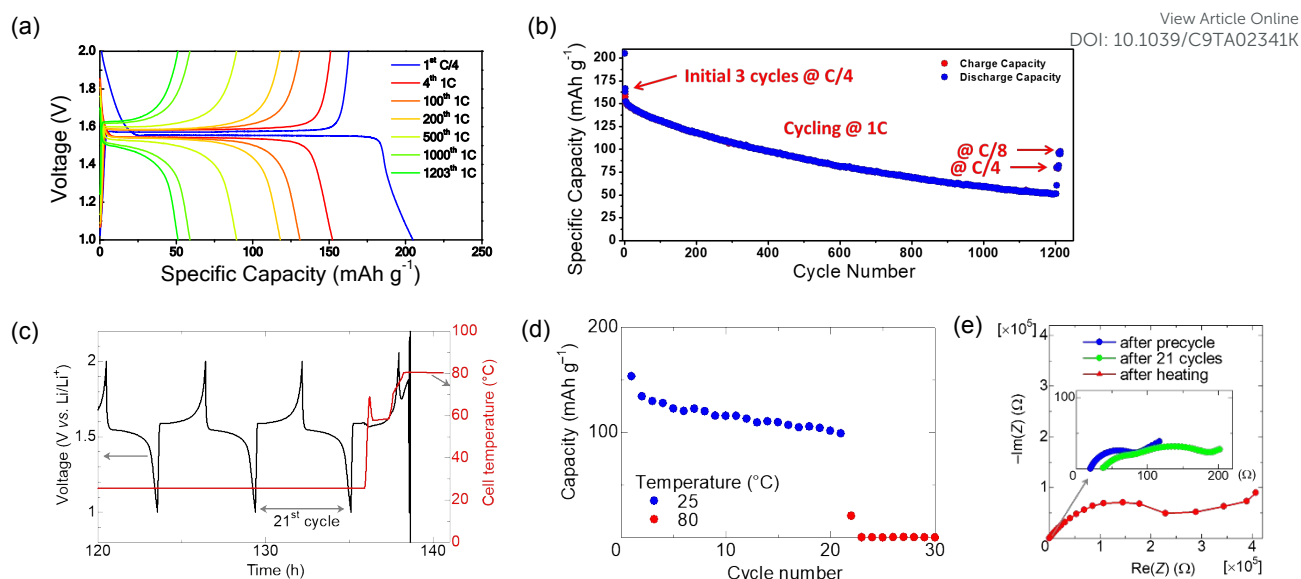 View Article Online
DOI: 10.1039/C9TA02341K
(a)
2.0
1.8
1.6
1.4
1.2
1.0
Voltage (V)
0 50 100 150 200 250
Specific Capacity (mAh g⁻¹)
1ˢᵗ C/4
4ᵗʰ 1C
100ᵗʰ 1C
200ᵗʰ 1C
500ᵗʰ 1C
1000ᵗʰ 1C
1203ᵗʰ 1C
(b)
200
175
150
125
100
75
50
25
0
Specific Capacity (mAh g⁻¹)
0 200 400 600 800 1000 1200
Cycle Number
Charge Capacity
Discharge Capacity
Initial 3 cycles @ C/4
Cycling @ 1C
@ C/8
@ C/4
(c)
2
1.5
1
Voltage (V vs. Li/Li⁺)
100
80
60
40
20
0
Cell temperature (°C)
21ˢᵗ cycle
120 130 140
Time (h)
(d)
200
100
0
Capacity (mAh g⁻¹)
Temperature (°C)
25
80
0 10 20 30
Cycle number
(e)
[×10⁵]
4
3
2
1
0
−Im(Z) (Ω)
after precycle
after 21 cycles
after heating
100
0 100 200 (Ω)
0 1 2 3 4
Re(Z) (Ω) [×10⁵]